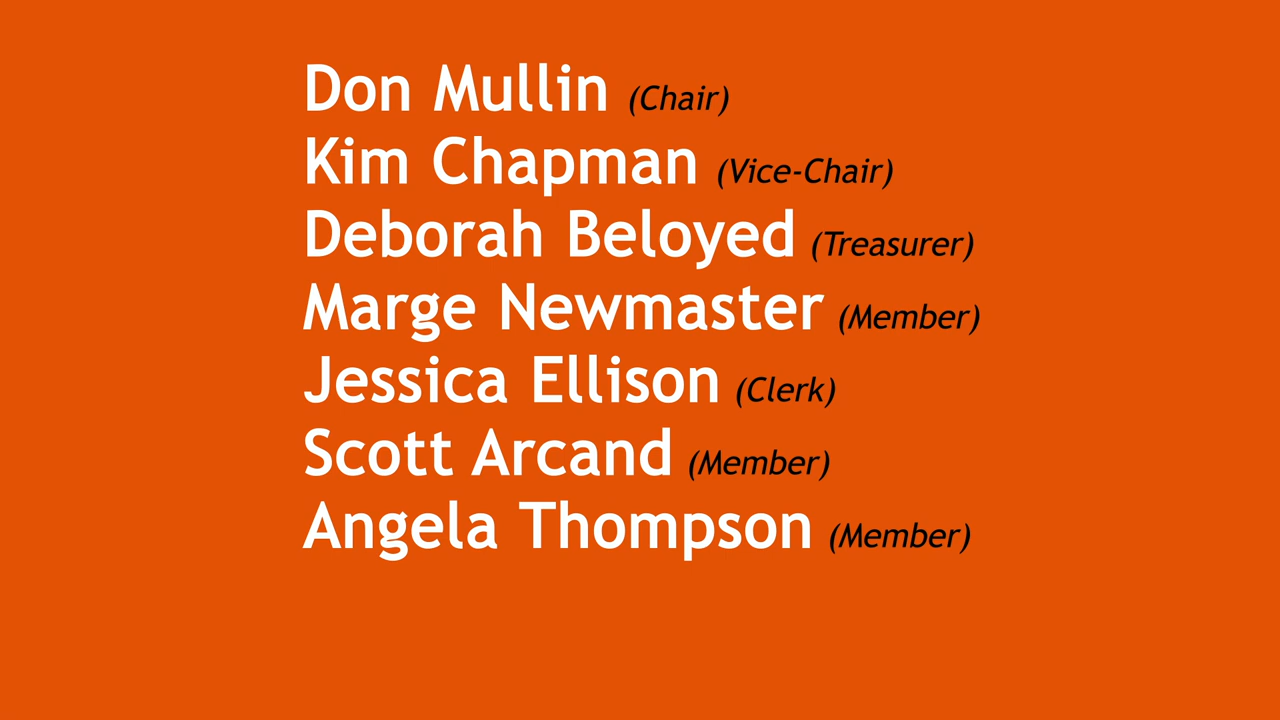 Don Mullin (Chair)
Kim Chapman (Vice-Chair)
Deborah Beloyed (Treasurer)
Marge Newmaster (Member)
Jessica Ellison (Clerk)
Scott Arcand (Member)
Angela Thompson (Member)